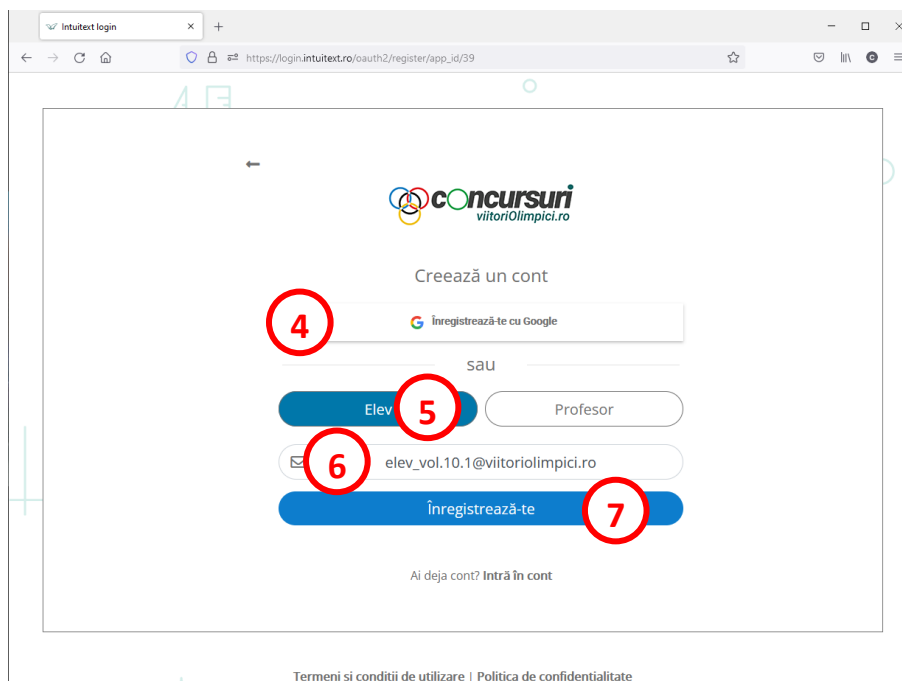 Intuitext login
https://login.intuitext.ro/oauth2/register/app_id/39
concursuri
viitoriOlimpici.ro
Creează un cont
4
Înregistrează-te cu Google
sau
Elev
5
Profesor
6
elev_vol.10.1@viitoriolimpici.ro
Înregistrează-te
7
Ai deja cont? Intră în cont
Termeni si conditii de utilizare | Politica de confidentialitate